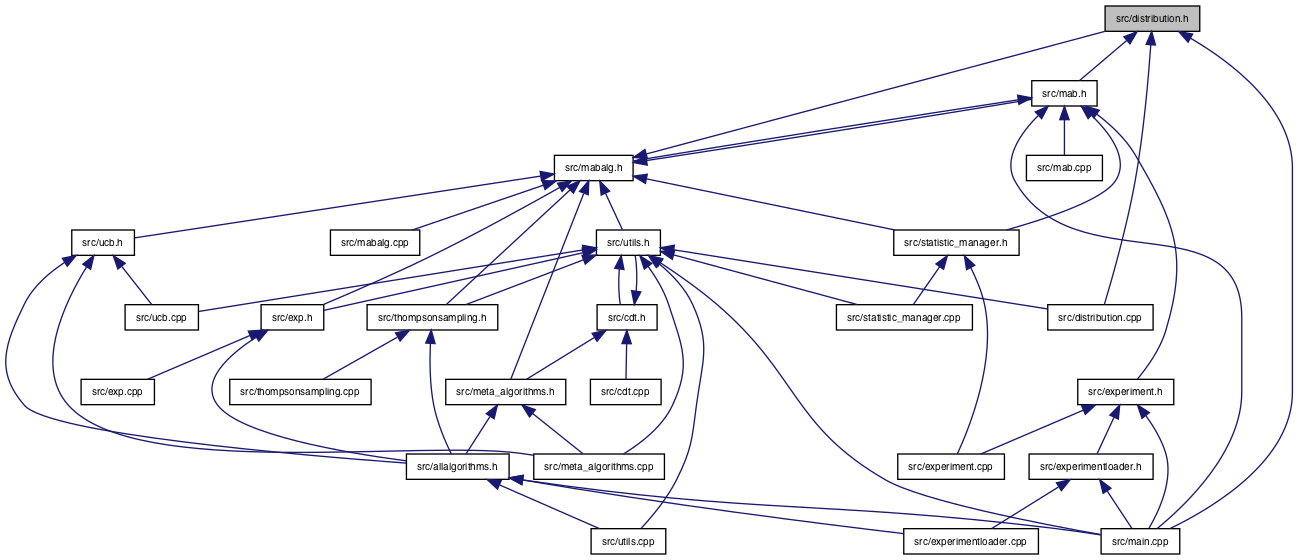 src/distribution.h
src/mab.h
src/mabalg.h
src/mab.cpp
src/ucb.h
src/mabalg.cpp
src/utils.h
src/statistic_manager.h
src/ucb.cpp
src/exp.h
src/thompsonsampling.h
src/cdt.h
src/statistic_manager.cpp
src/distribution.cpp
src/exp.cpp
src/thompsonsampling.cpp
src/meta_algorithms.h
src/cdt.cpp
src/experiment.h
src/allalgorithms.h
src/meta_algorithms.cpp
src/experiment.cpp
src/experimentloader.h
src/utils.cpp
src/experimentloader.cpp
src/main.cpp